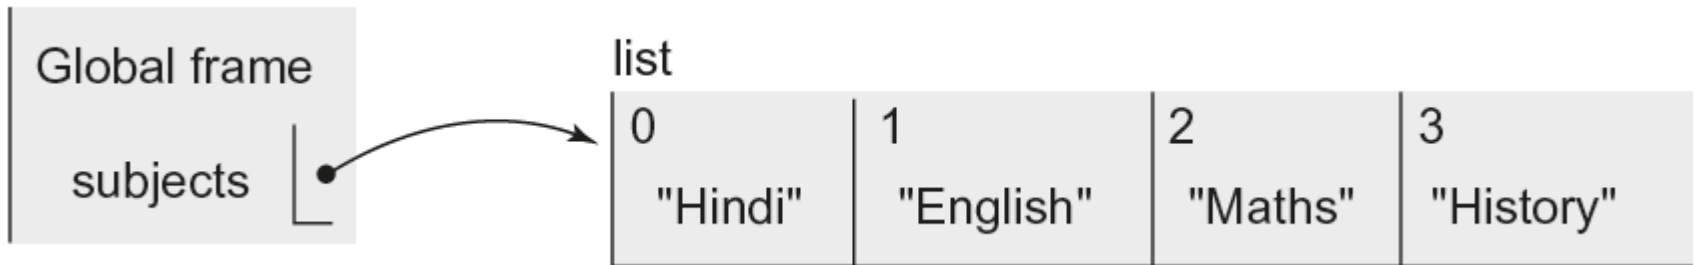 Global frame
subjects
list
0 1 2 3
"Hindi" "English" "Maths" "History"